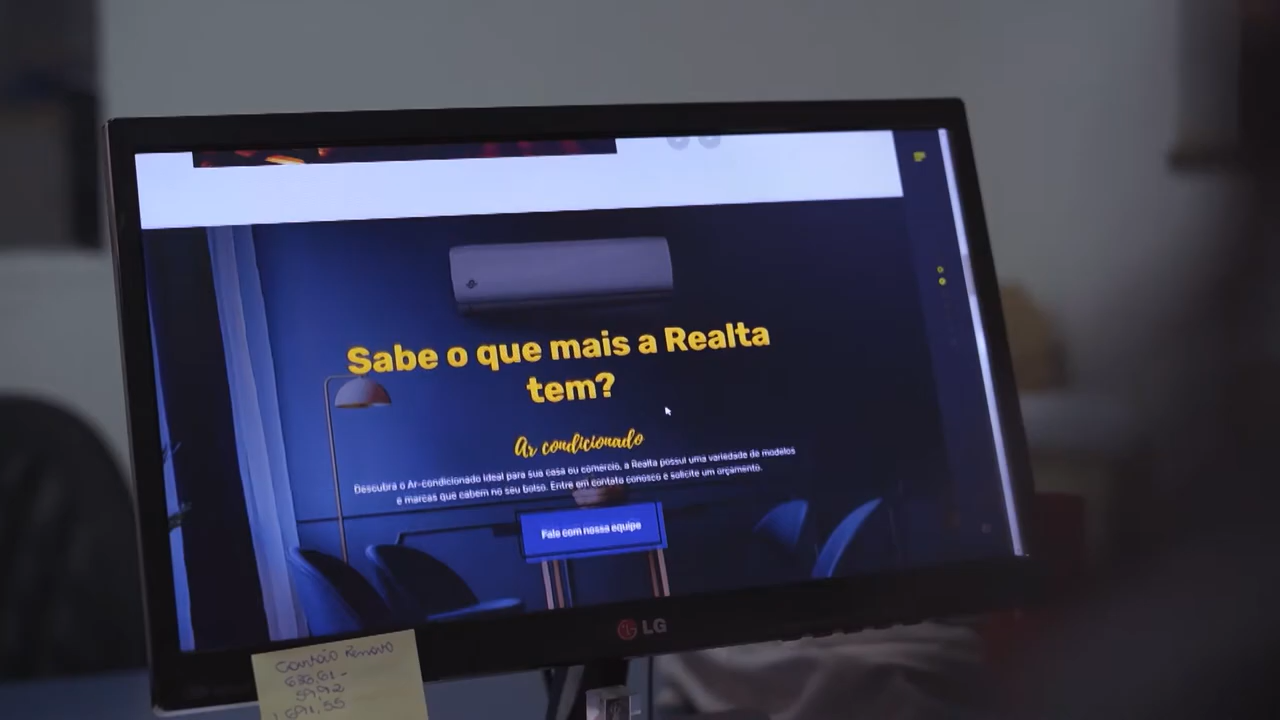 Sabe o que mais a Realta
tem?
Ar condicionado
Descubra o Ar-condicionado ideal para sua casa ou comércio, a Realta possui uma variedade de modelos
e marcas que cabem no seu bolso. Entre em contato conosco e solicite um orçamento.
Fale com nossa equipe
LG